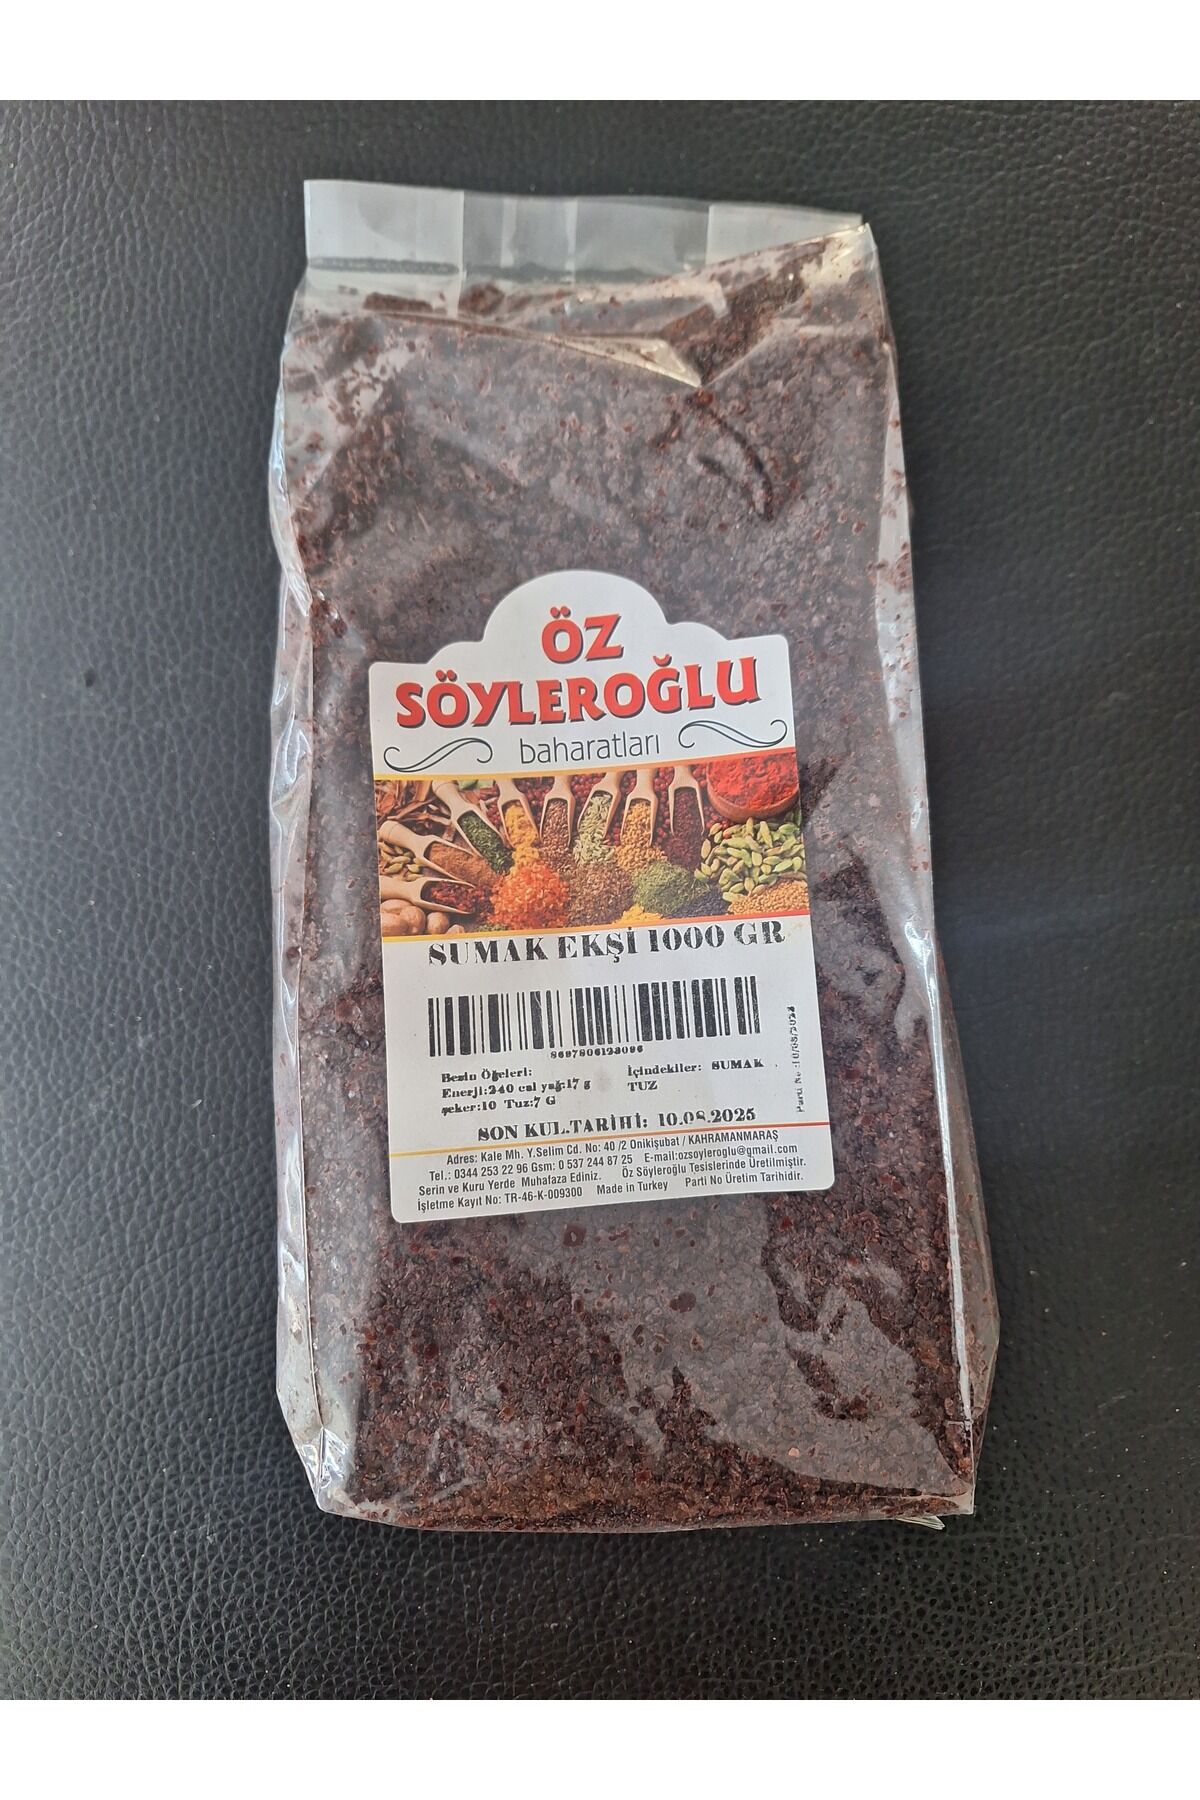 ÖZ
SÖYLEROĞLU
baharatları
SUMAK EKŞİ 1000 GR
8697806123096
Besin Öğeleri:
Enerji:240 cal yağ:17 g
şeker:10 Tuz:7 G
İçindekiler: SUMAK
TUZ
SON KUL.TARİHİ: 10.08.2025
Adres: Kale Mh. Y.Selim Cd. No: 40 /2 Onikişubat / KAHRAMANMARAŞ
Tel.: 0344 253 22 96 Gsm: 0 537 244 87 25 E-mail:ozsoyleroglu@gmail.com
Serin ve Kuru Yerde Muhafaza Ediniz. Öz Söyleroğlu Tesislerinde Üretilmiştir.
İşletme Kayıt No: TR-46-K-009300 Made in Turkey Parti No Üretim Tarihidir.
Parti No